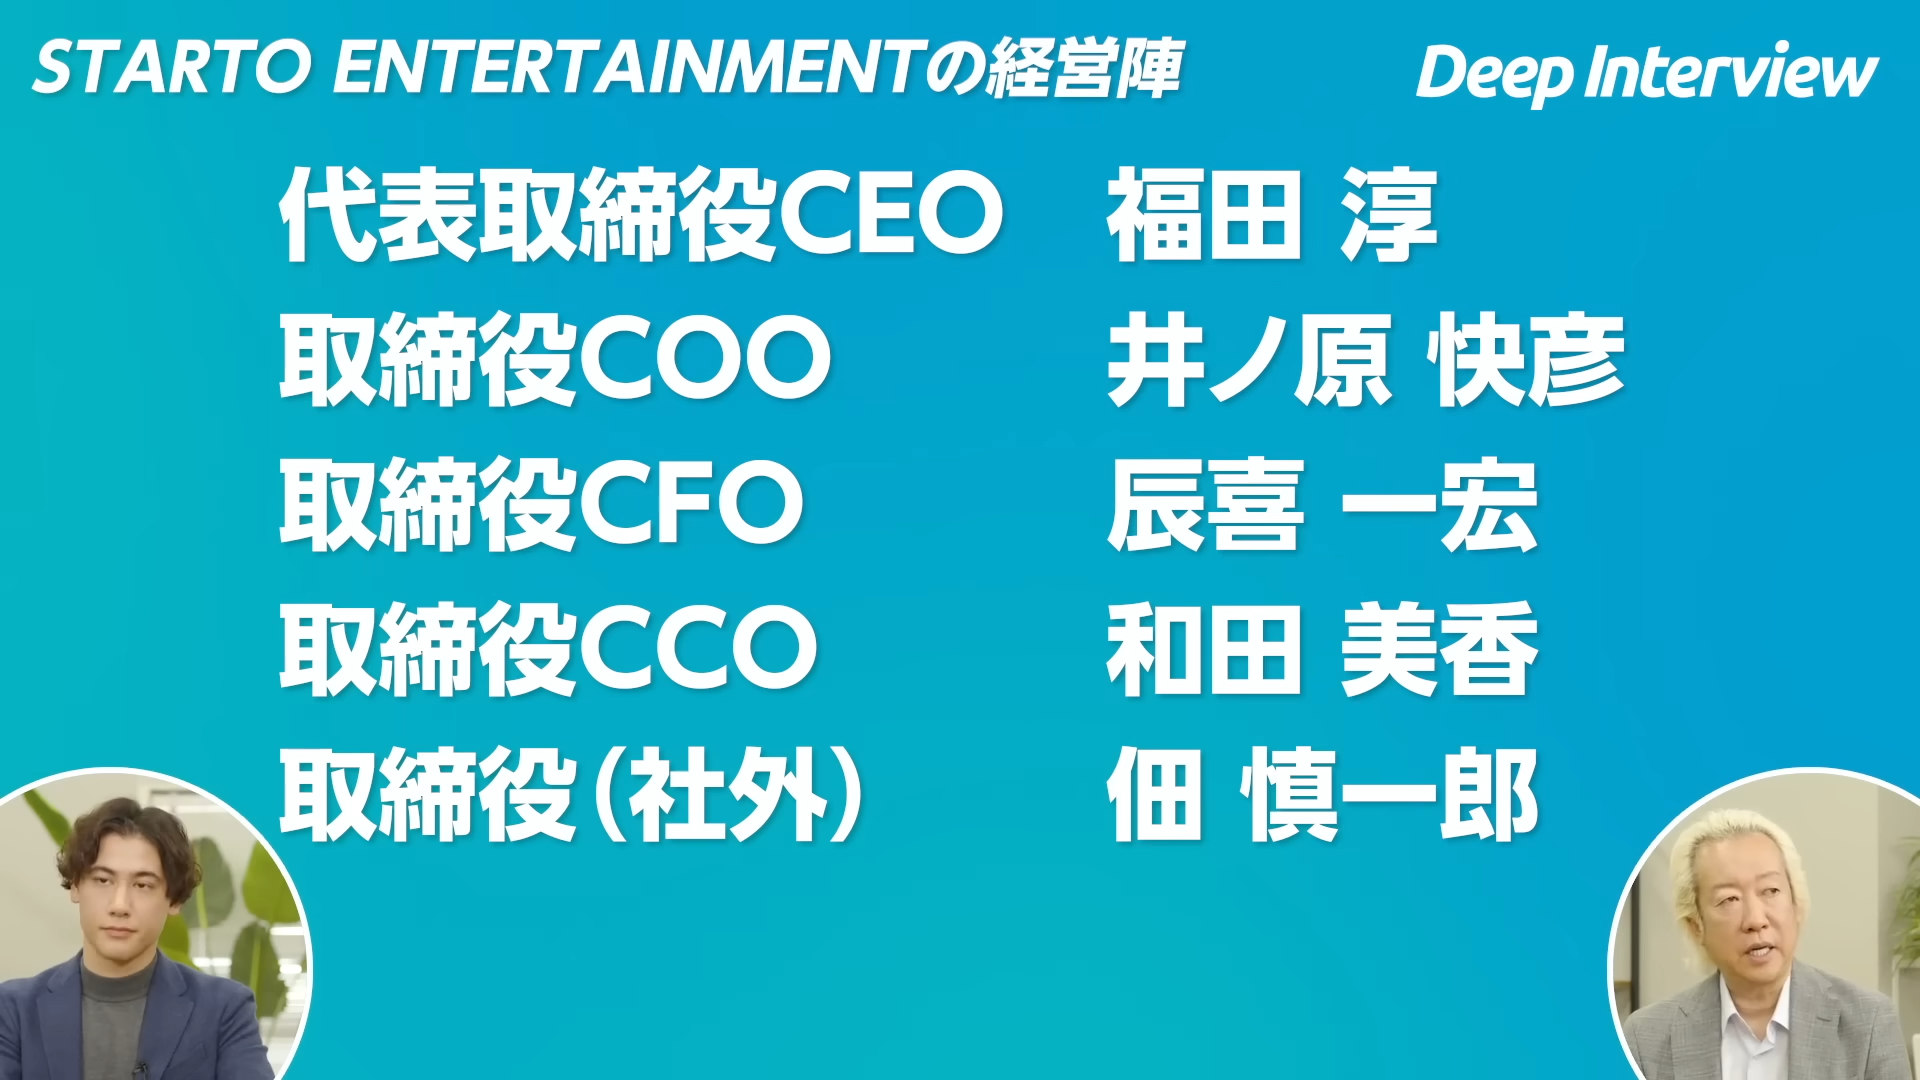 STARTO ENTERTAINMENTの経営陣
Deep Interview
代表取締役CEO 福田 淳
取締役COO 井ノ原 快彦
取締役CFO 辰喜 一宏
取締役CCO 和田 美香
取締役（社外） 佃 慎一郎